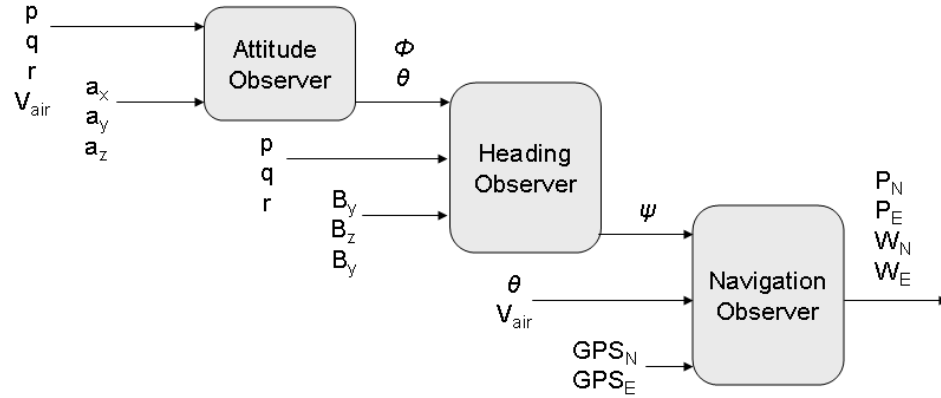 p
q
r
V_air
a_x
a_y
a_z
Attitude
Observer
Φ
θ
p
q
r
B_y
B_z
B_y
Heading
Observer
ψ
θ
V_air
GPS_N
GPS_E
Navigation
Observer
P_N
P_E
W_N
W_E